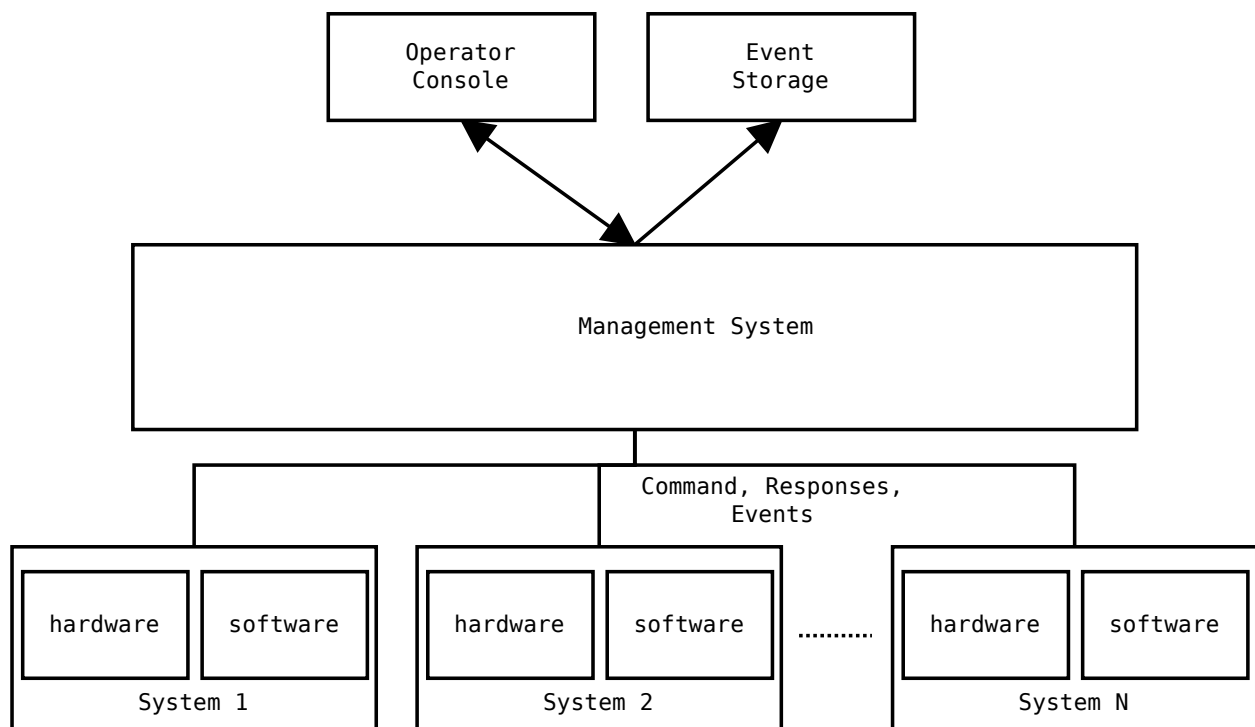 Operator
Console
Event
Storage
Management System
Command, Responses,
Events
hardware
software
hardware
software
hardware
software
System 1
System 2
System N